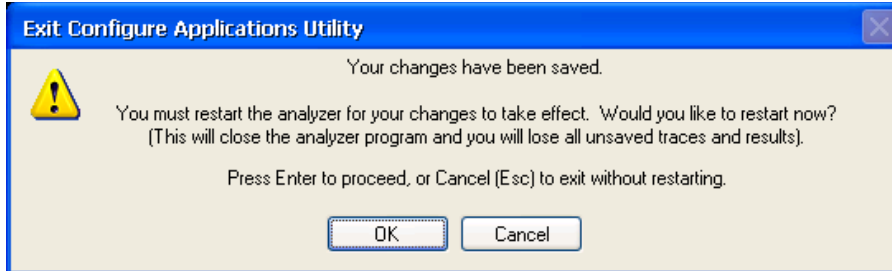 Exit Configure Applications Utility
Your changes have been saved.
You must restart the analyzer for your changes to take effect.  Would you like to restart now?
(This will close the analyzer program and you will lose all unsaved traces and results).
Press Enter to proceed, or Cancel (Esc) to exit without restarting.
OK
Cancel